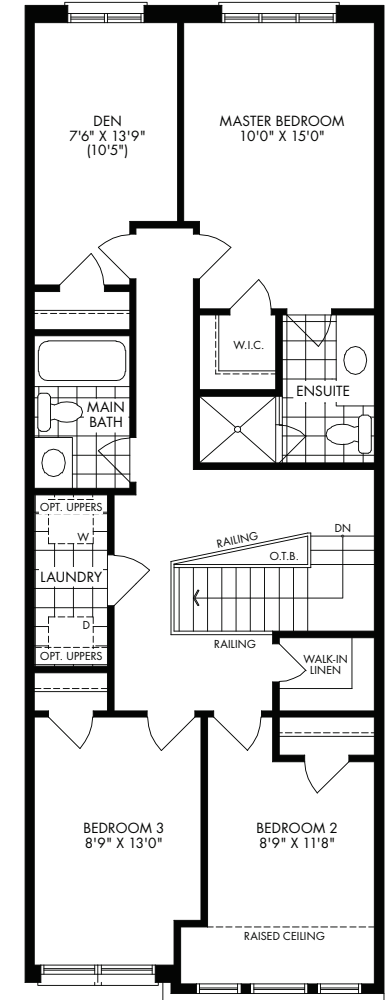 DEN
7'6" X 13'9"
(10'5")
MASTER BEDROOM
10'0" X 15'0"
W.I.C.
ENSUITE
MAIN
BATH
OPT. UPPERS
W
LAUNDRY
D
OPT. UPPERS
RAILING
DN
O.T.B.
RAILING
WALK-IN
LINEN
BEDROOM 3
8'9" X 13'0"
BEDROOM 2
8'9" X 11'8"
RAISED CEILING